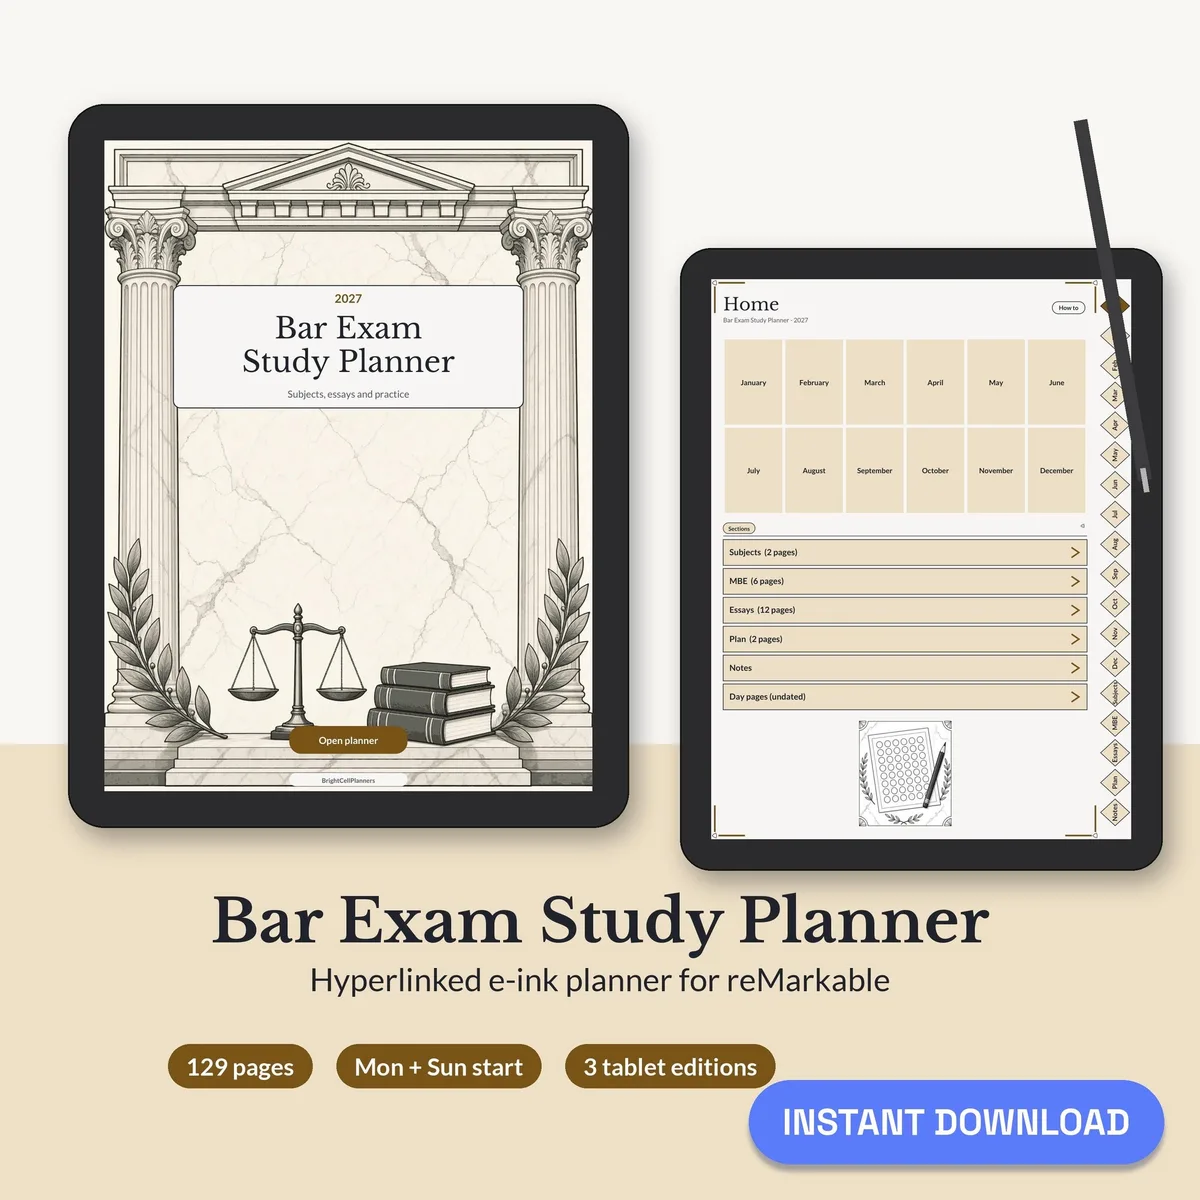 2027
Bar Exam
Study Planner
Subjects, essays and practice
Open planner
BrightCellPlanners
Home
How to
Bar Exam Study Planner - 2027
January
February
March
April
May
June
July
August
September
October
November
December
Sections
Subjects (2 pages)
MBE (6 pages)
Essays (12 pages)
Plan (2 pages)
Notes
Day pages (undated)
Feb
Mar
Apr
May
Jun
Jul
Aug
Sep
Oct
Nov
Dec
Subjects
MBE
Essays
Plan
Notes
Bar Exam Study Planner
Hyperlinked e-ink planner for reMarkable
129 pages
Mon + Sun start
3 tablet editions
INSTANT DOWNLOAD